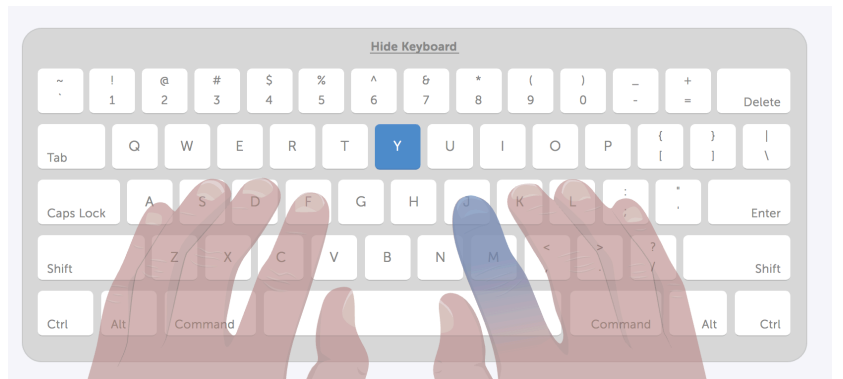 Hide Keyboard
~ ! @ # $ % ^ & * ( ) _ +
` 1 2 3 4 5 6 7 8 9 0 - = Delete
Tab Q W E R T Y U I O P { [ } ] | \
Caps Lock A S D F G H J K L : ; " ' Enter
Shift Z X C V B N M < , > . ? / Shift
Ctrl Alt Command Command Alt Ctrl